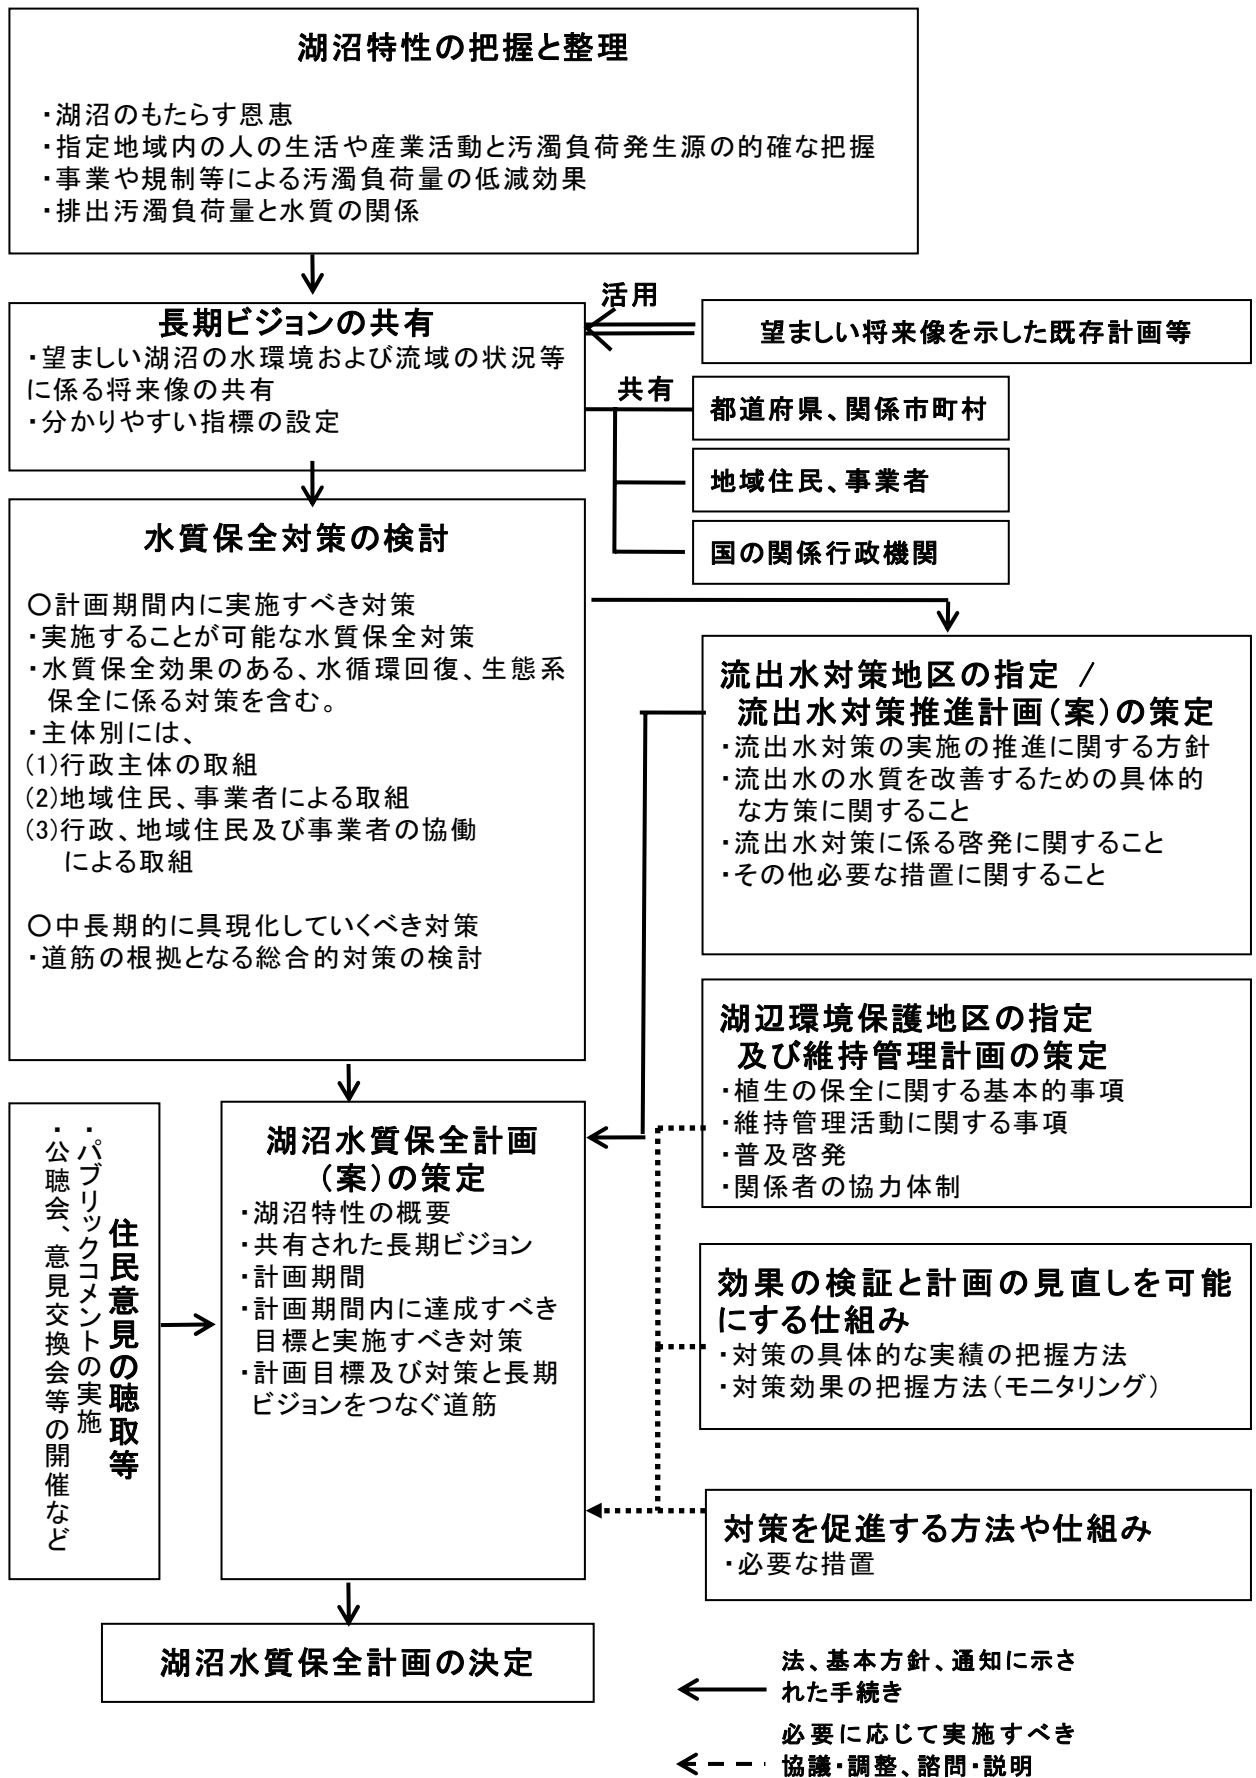 湖沼特性の把握と整理
・湖沼のもたらす恩恵
・指定地域内の人の生活や産業活動と汚濁負荷発生源の的確な把握
・事業や規制等による汚濁負荷量の低減効果
・排出汚濁負荷量と水質の関係
長期ビジョンの共有
・望ましい湖沼の水環境および流域の状況等
に係る将来像の共有
・分かりやすい指標の設定
活用
望ましい将来像を示した既存計画等
共有
都道府県、関係市町村
地域住民、事業者
国の関係行政機関
水質保全対策の検討
○計画期間内に実施すべき対策
・実施することが可能な水質保全対策
・水質保全効果のある、水循環回復、生態系
保全に係る対策を含む。
・主体別には、
(1)行政主体の取組
(2)地域住民、事業者による取組
(3)行政、地域住民及び事業者の協働
による取組
○中長期的に具現化していくべき対策
・道筋の根拠となる総合的対策の検討
流出水対策地区の指定 /
流出水対策推進計画(案)の策定
・流出水対策の実施の推進に関する方針
・流出水の水質を改善するための具体的
な方策に関すること
・流出水対策に係る啓発に関すること
・その他必要な措置に関すること
湖辺環境保護地区の指定
及び維持管理計画の策定
・植生の保全に関する基本的事項
・維持管理活動に関する事項
・普及啓発
・関係者の協力体制
住民意見の聴取等
・パブリックコメントの実施
・公聴会、意見交換会等の開催など
湖沼水質保全計画
(案)の策定
・湖沼特性の概要
・共有された長期ビジョン
・計画期間
・計画期間内に達成すべき
目標と実施すべき対策
・計画目標及び対策と長期
ビジョンをつなぐ道筋
効果の検証と計画の見直しを可能
にする仕組み
・対策の具体的な実績の把握方法
・対策効果の把握方法(モニタリング)
対策を促進する方法や仕組み
・必要な措置
湖沼水質保全計画の決定
法、基本方針、通知に示さ
れた手続き
必要に応じて実施すべき
協議・調整、諮問・説明